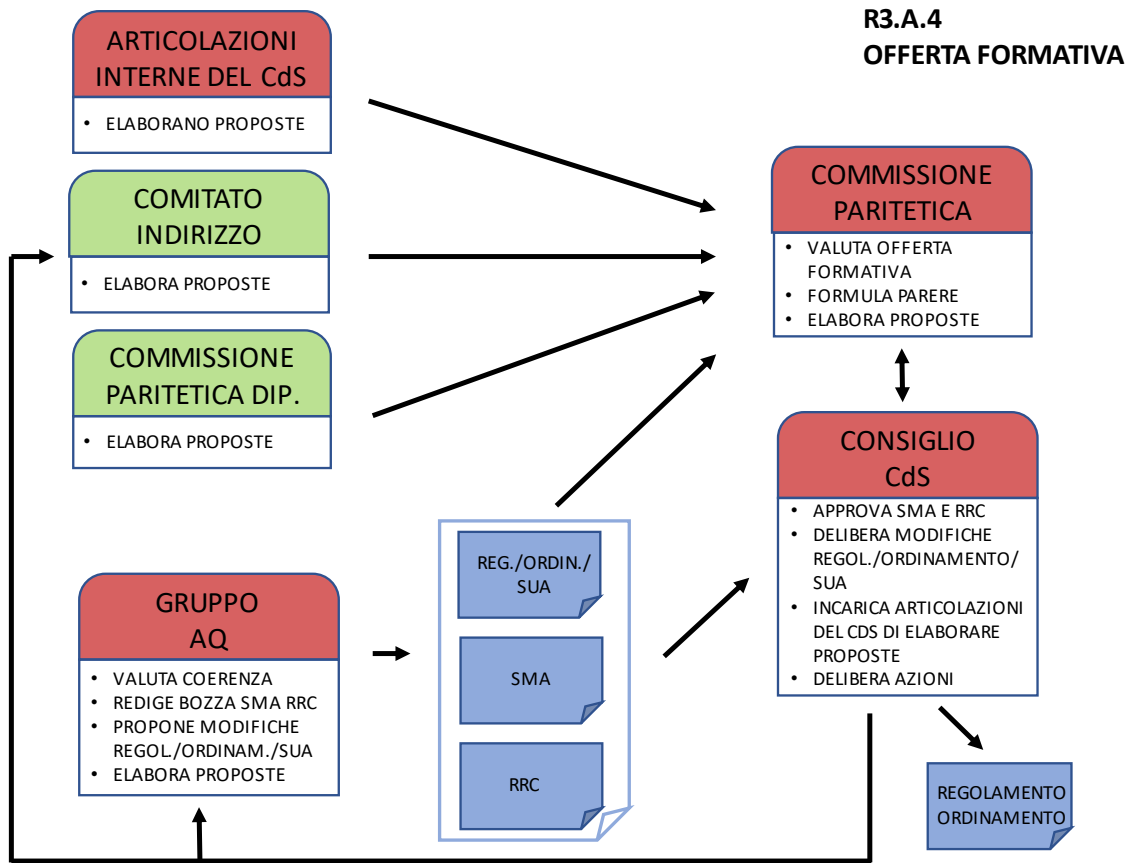 R3.A.4
OFFERTA FORMATIVA
ARTICOLAZIONI
INTERNE DEL CdS
• ELABORANO PROPOSTE
COMITATO
INDIRIZZO
• ELABORA PROPOSTE
COMMISSIONE
PARITETICA DIP.
• ELABORA PROPOSTE
COMMISSIONE
PARITETICA
• VALUTA OFFERTA
FORMATIVA
• FORMULA PARERE
• ELABORA PROPOSTE
GRUPPO
AQ
• VALUTA COERENZA
• REDIGE BOZZA SMA RRC
• PROPONE MODIFICHE
REGOL./ORDINAM./SUA
• ELABORA PROPOSTE
REG./ORDIN./
SUA
SMA
RRC
CONSIGLIO
CdS
• APPROVA SMA E RRC
• DELIBERA MODIFICHE
REGOL./ORDINAMENTO/
SUA
• INCARICA ARTICOLAZIONI
DEL CDS DI ELABORARE
PROPOSTE
• DELIBERA AZIONI
REGOLAMENTO
ORDINAMENTO